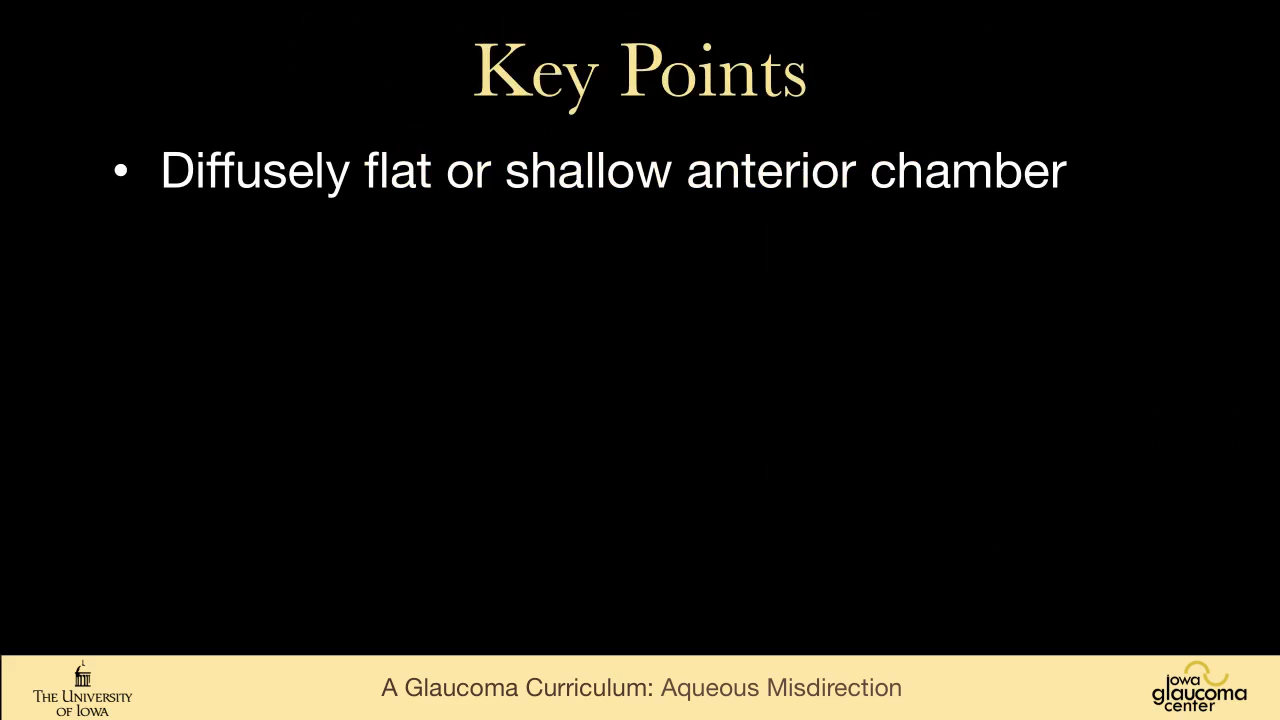 Key Points
• Diffusely flat or shallow anterior chamber
THE UNIVERSITY
OF IOWA
A Glaucoma Curriculum: Aqueous Misdirection
iowa
glaucoma
center